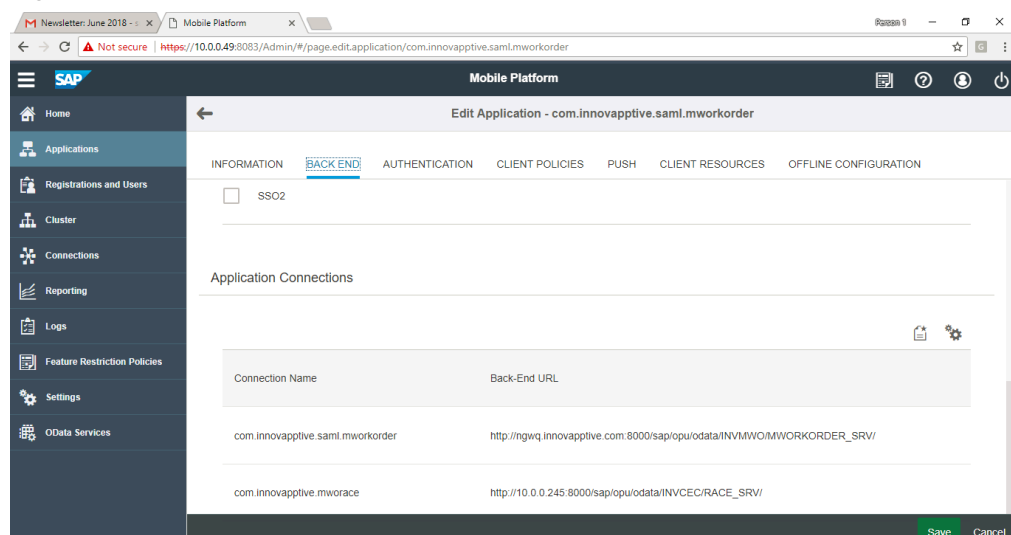 Newsletter: June 2018 - s
Mobile Platform
Person 1
Not secure | https://10.0.0.49:8083/Admin/#/page.edit.application/com.innovapptive.saml.mworkorder
G
SAP
Mobile Platform
Home
Edit Application - com.innovapptive.saml.mworkorder
Applications
INFORMATION BACK END AUTHENTICATION CLIENT POLICIES PUSH CLIENT RESOURCES OFFLINE CONFIGURATION
Registrations and Users
SSO2
Cluster
Connections
Application Connections
Reporting
Logs
Feature Restriction Policies
Connection Name Back-End URL
Settings
OData Services
com.innovapptive.saml.mworkorder http://ngwq.innovapptive.com:8000/sap/opu/odata/INVMWO/MWORKORDER_SRV/
com.innovapptive.mworace http://10.0.0.245:8000/sap/opu/odata/INVCEC/RACE_SRV/
Save Cancel